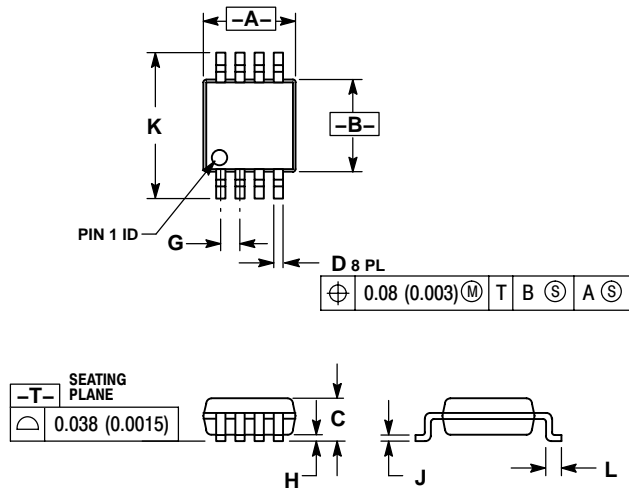 –A–
K
–B–
PIN 1 ID
G
D 8 PL
⌖ 0.08 (0.003) Ⓜ T B Ⓢ A Ⓢ
–T– SEATING
PLANE
⌓ 0.038 (0.0015)
C
H
J
L